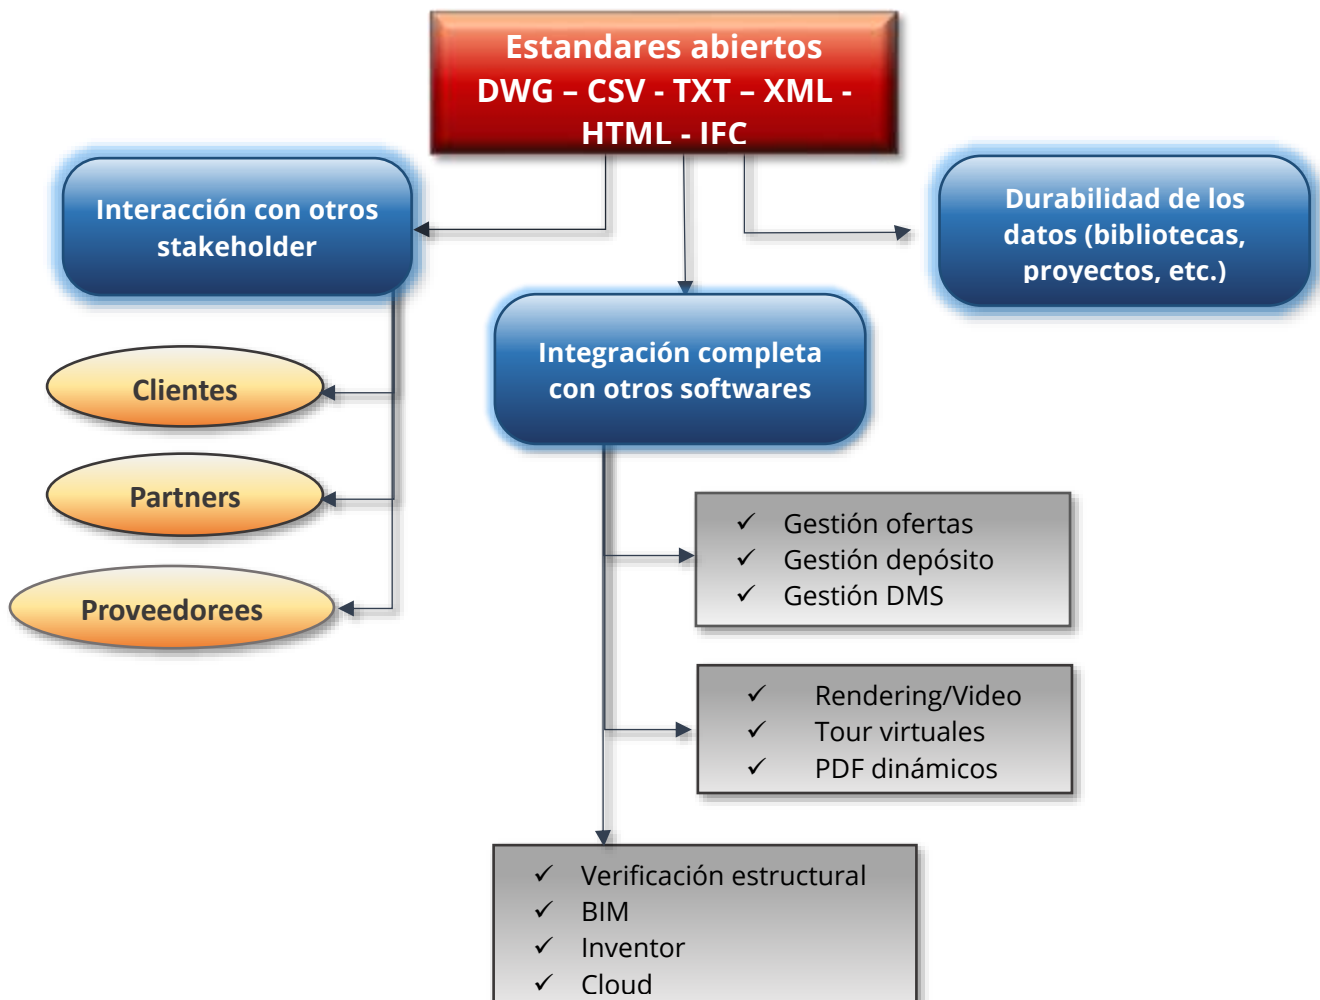 Estandares abiertos
DWG – CSV - TXT – XML -
HTML - IFC
Interacción con otros
stakeholder
Durabilidad de los
datos (bibliotecas,
proyectos, etc.)
Integración completa
con otros softwares
Clientes
Partners
Proveedorees
✓ Gestión ofertas
✓ Gestión depósito
✓ Gestión DMS
✓ Rendering/Video
✓ Tour virtuales
✓ PDF dinámicos
✓ Verificación estructural
✓ BIM
✓ Inventor
✓ Cloud